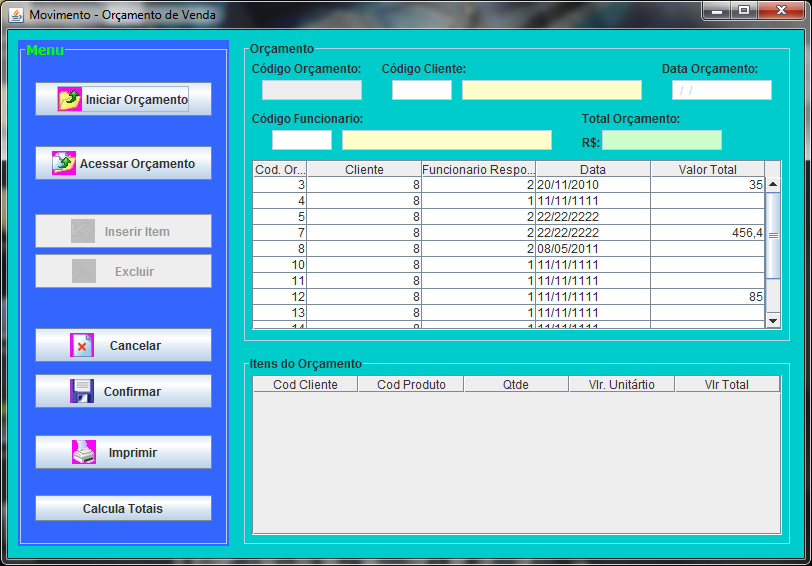 Movimento - Orçamento de Venda
Menu
Iniciar Orçamento
Acessar Orçamento
Inserir Item
Excluir
Cancelar
Confirmar
Imprimir
Calcula Totais
Orçamento
Código Orçamento: Código Cliente: Data Orçamento:
/ /
Código Funcionario: Total Orçamento:
R$:
Cod. Or... Cliente Funcionario Respo... Data Valor Total
3 8 2 20/11/2010 35
4 8 1 11/11/1111
5 8 2 22/22/2222
7 8 2 22/22/2222 456,4
8 8 2 08/05/2011
10 8 1 11/11/1111
11 8 1 11/11/1111
12 8 1 11/11/1111 85
13 8 1 11/11/1111
14 8 1 11/11/1111
Itens do Orçamento
Cod Cliente Cod Produto Qtde Vlr. Unitártio Vlr Total